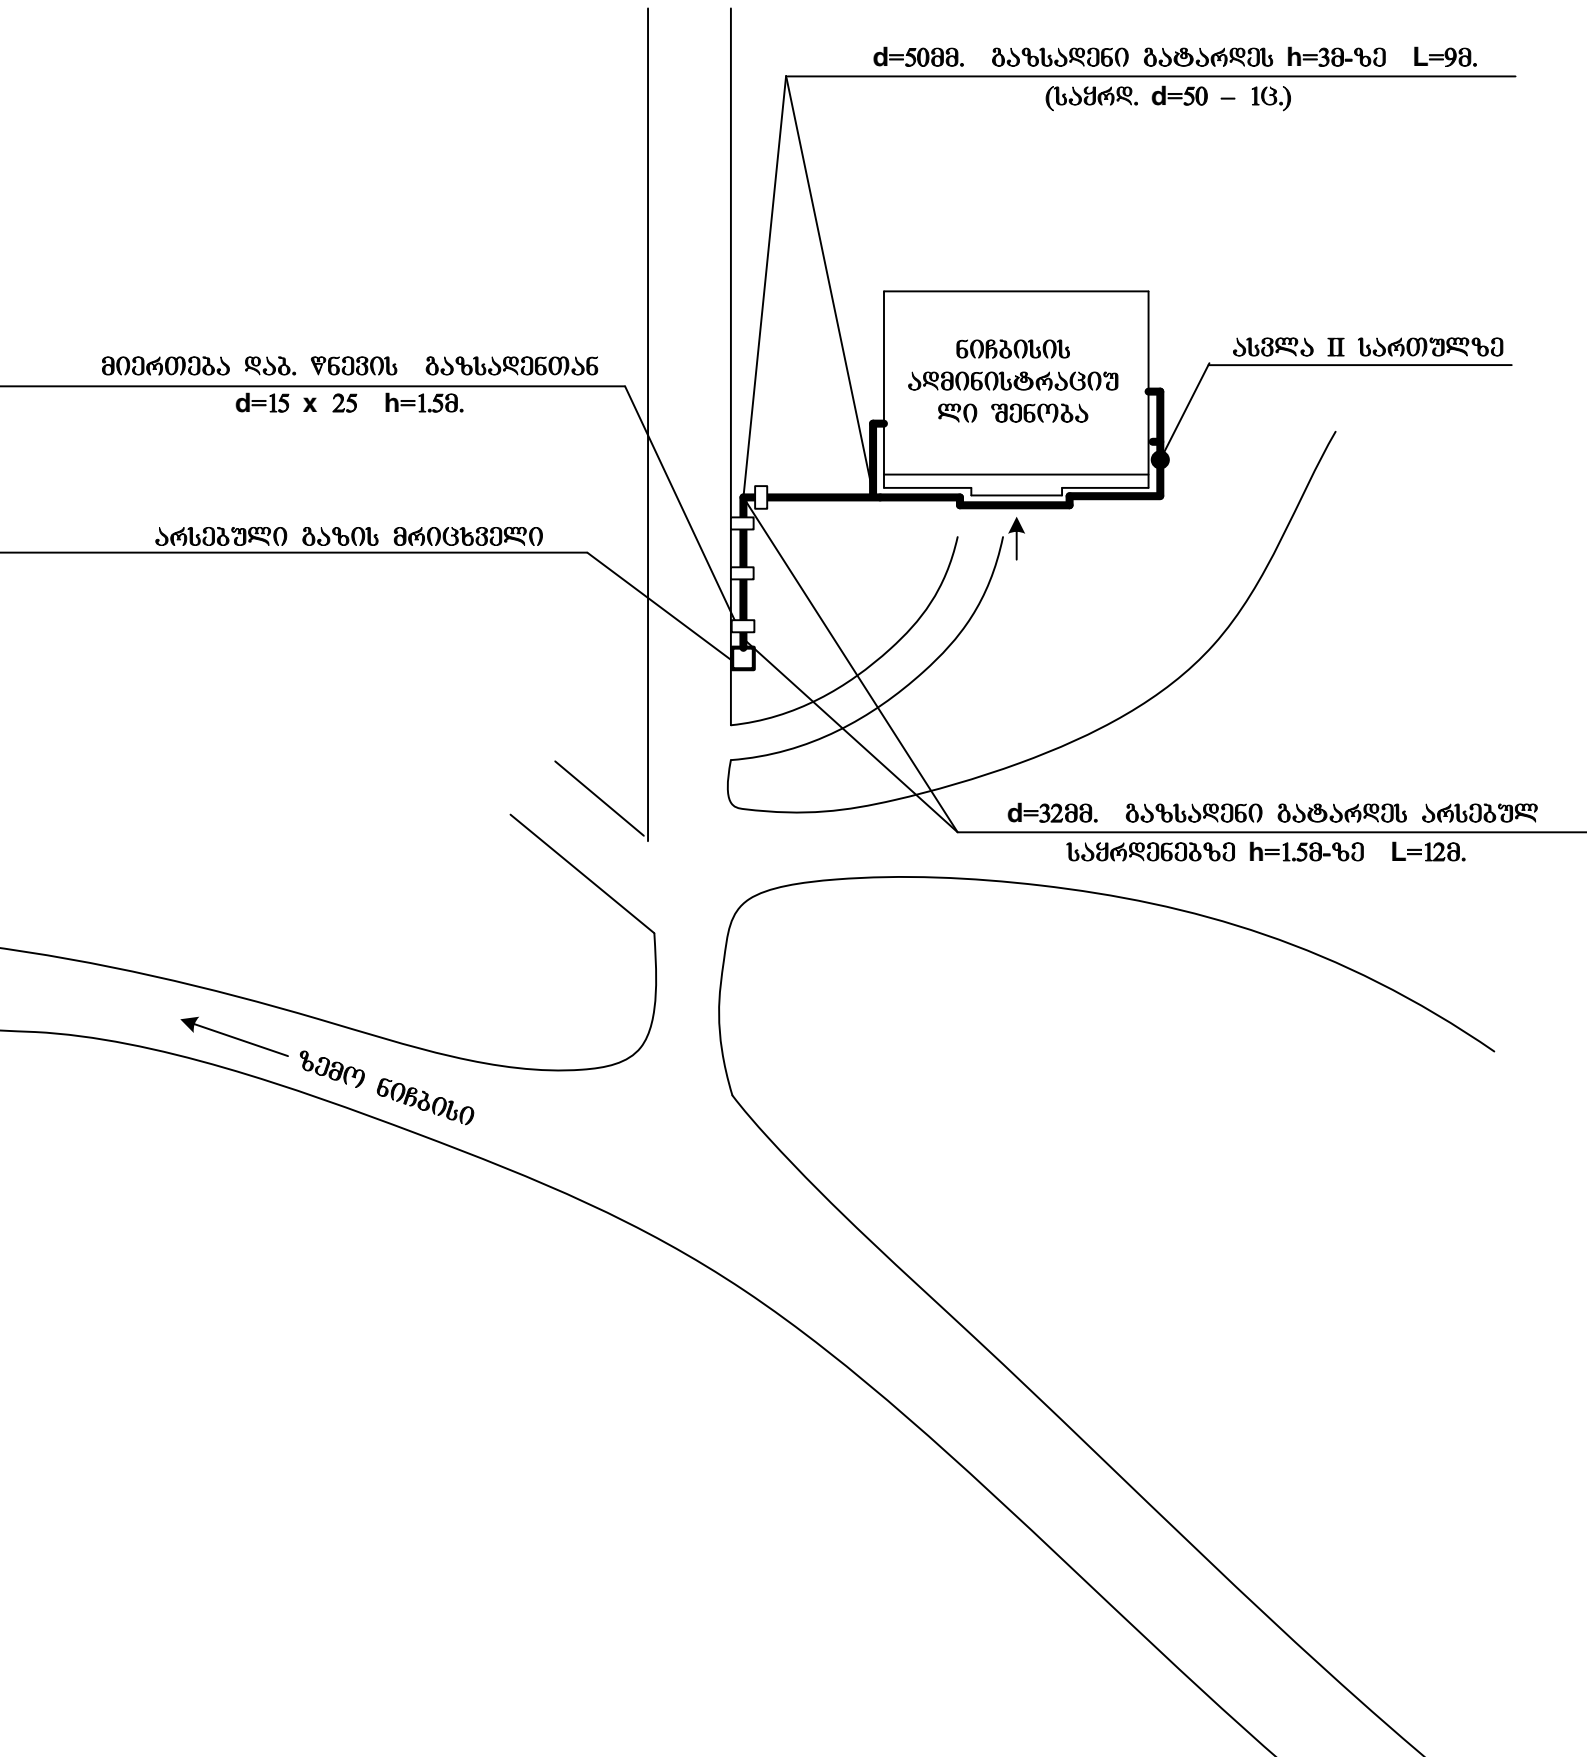 d=50მმ. გაზსადენი გატარდეს h=3მ-ზე L=9მ.
(საყრდ. d=50 – 1ც.)
მიერთება დაბ. წნევის გაზსადენთან
d=15 x 25 h=1.5მ.
ნიჩბისის
ადმინისტრაციუ
ლი შენობა
ასვლა II სართულზე
არსებული გაზის მრიცხველი
d=32მმ. გაზსადენი გატარდეს არსებულ
საყრდენებზე h=1.5მ-ზე L=12მ.
ზემო ნიჩბისი